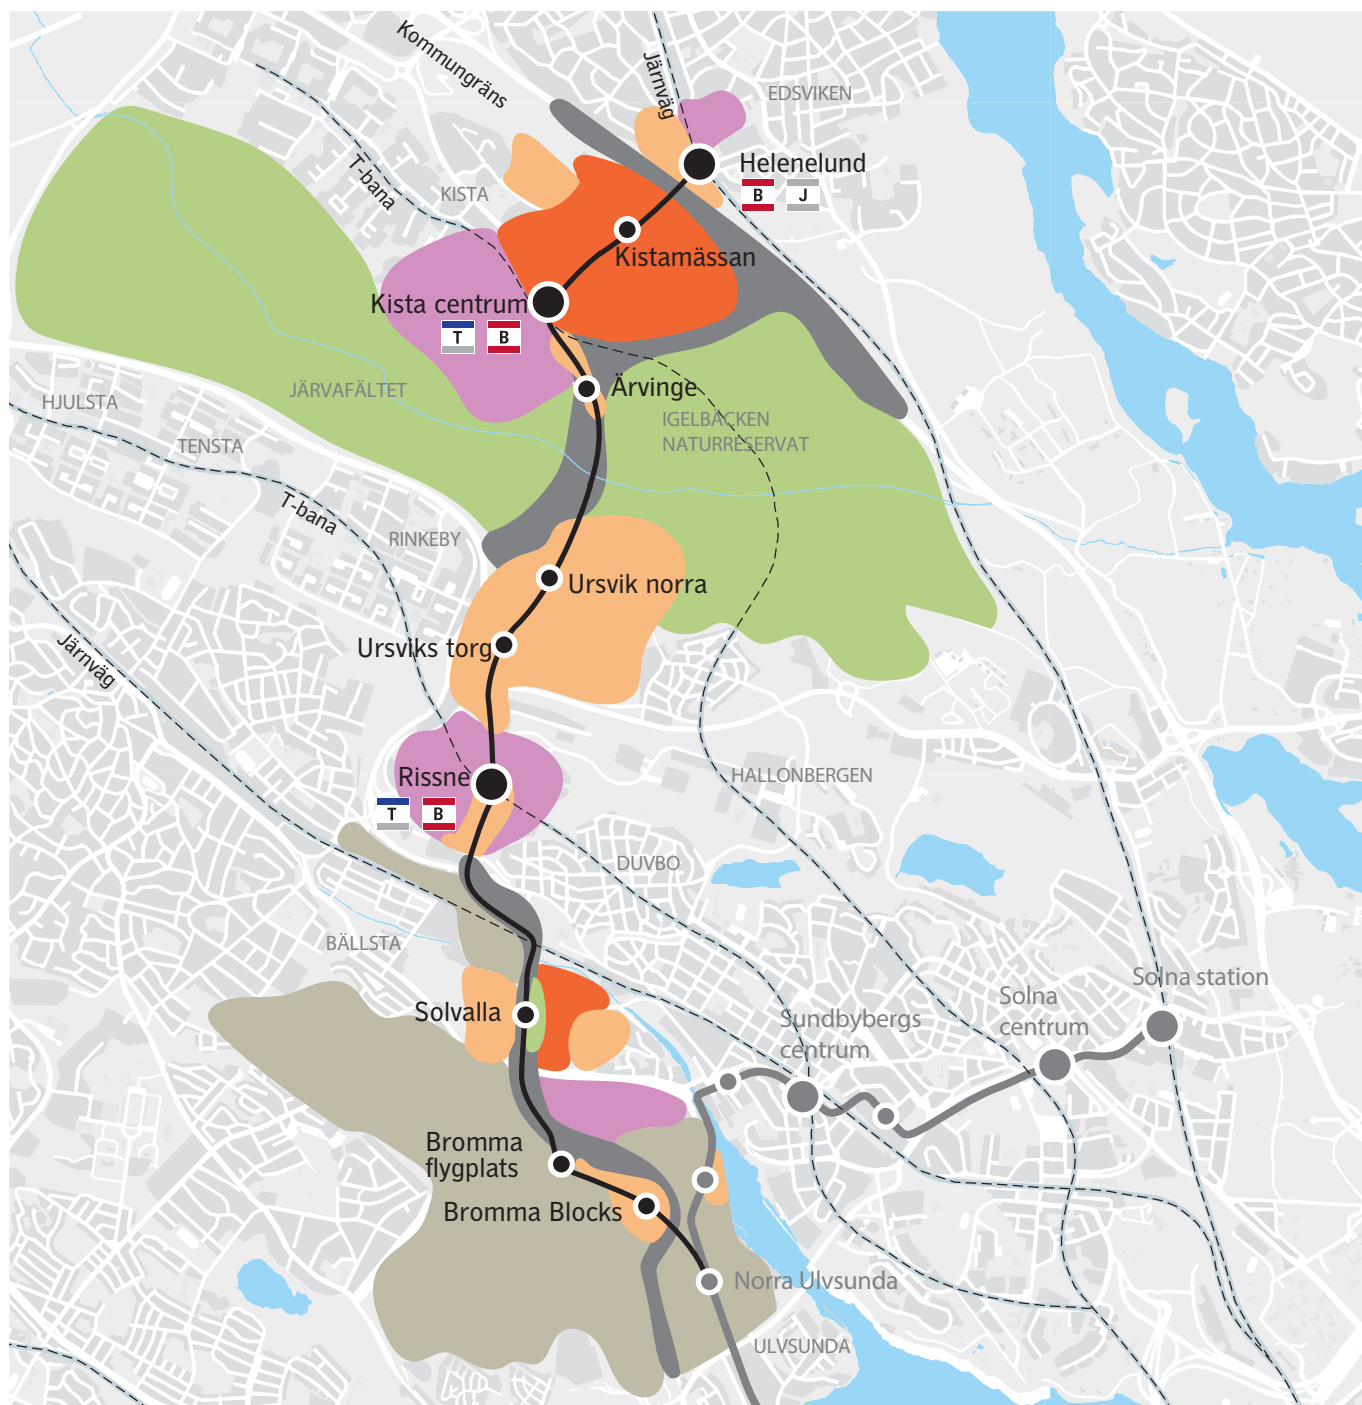 Kommungräns
Järnväg
EDSVIKEN
Helenelund
B
J
T-bana
KISTA
Kistamässan
Kista centrum
T
B
Ärvinge
JÄRVAFÄLTET
HJULSTA
IGELBÄCKEN
NATURRESERVAT
TENSTA
T-bana
RINKEBY
Ursvik norra
Ursviks torg
Järnväg
Rissne
T
B
HALLONBERGEN
DUVBO
BÄLLSTA
Solna station
Solna
centrum
Solvalla
Sundbybergs
centrum
Bromma
flygplats
Bromma Blocks
Norra Ulvsunda
ULVSUNDA